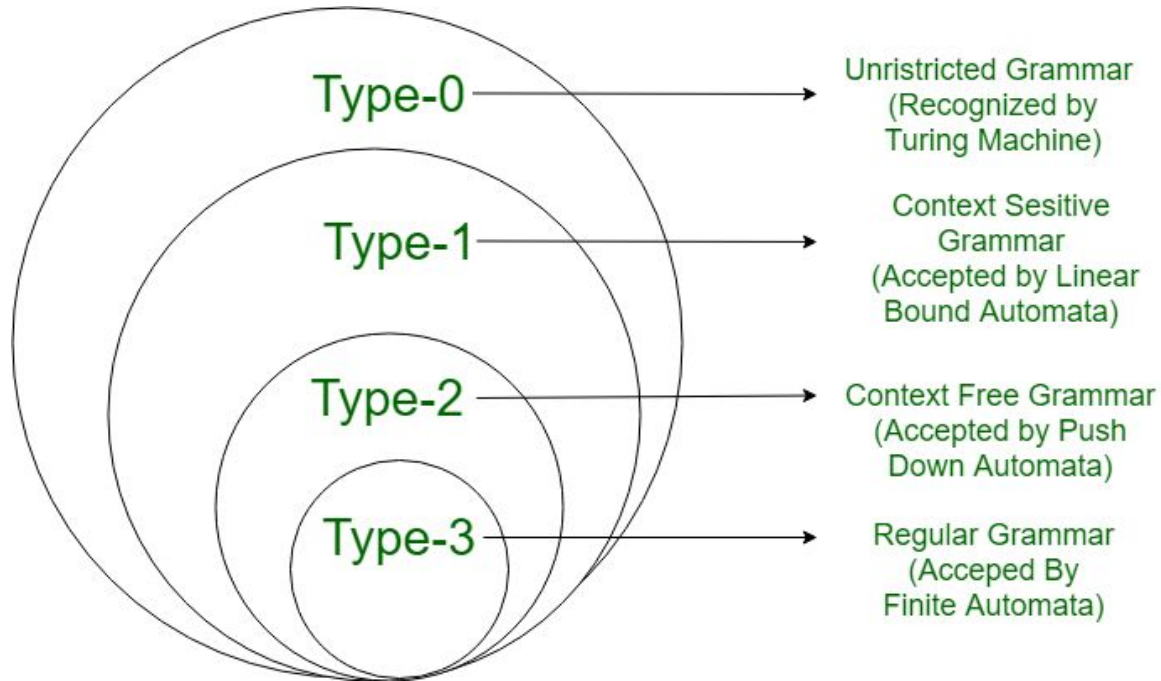 Type-0
Unristricted Grammar
(Recognized by
Turing Machine)
Type-1
Context Sesitive
Grammar
(Accepted by Linear
Bound Automata)
Type-2
Context Free Grammar
(Accepted by Push
Down Automata)
Type-3
Regular Grammar
(Acceped By
Finite Automata)